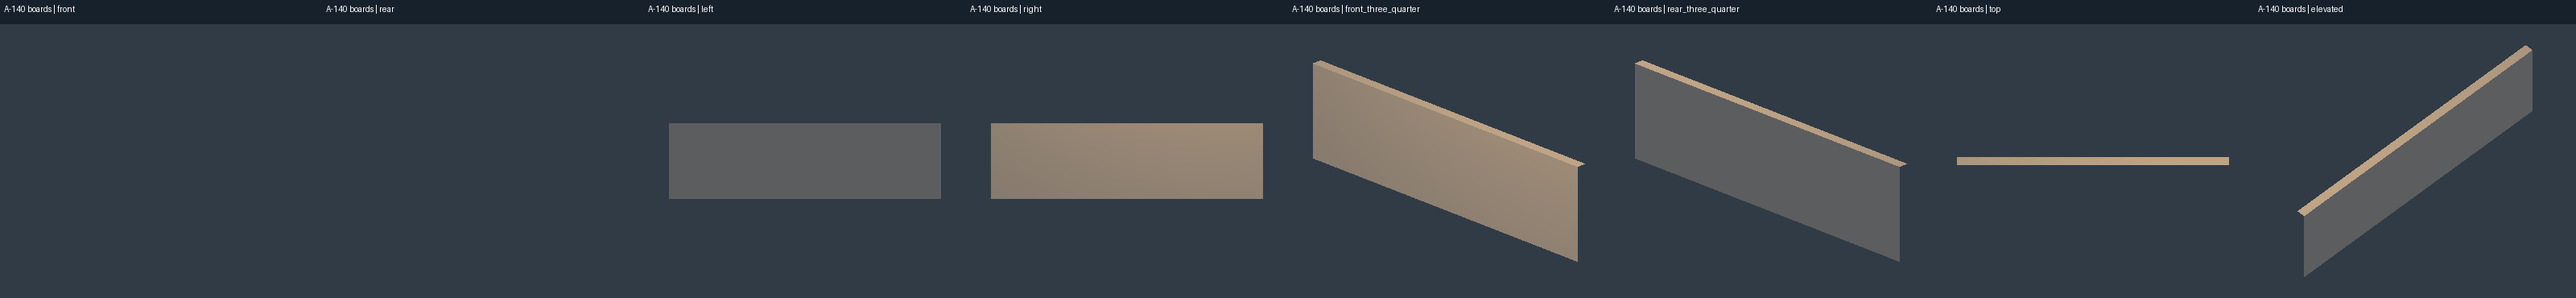 A-140 boards | front
A-140 boards | rear
A-140 boards | left
A-140 boards | right
A-140 boards | front_three_quarter
A-140 boards | rear_three_quarter
A-140 boards | top
A-140 boards | elevated